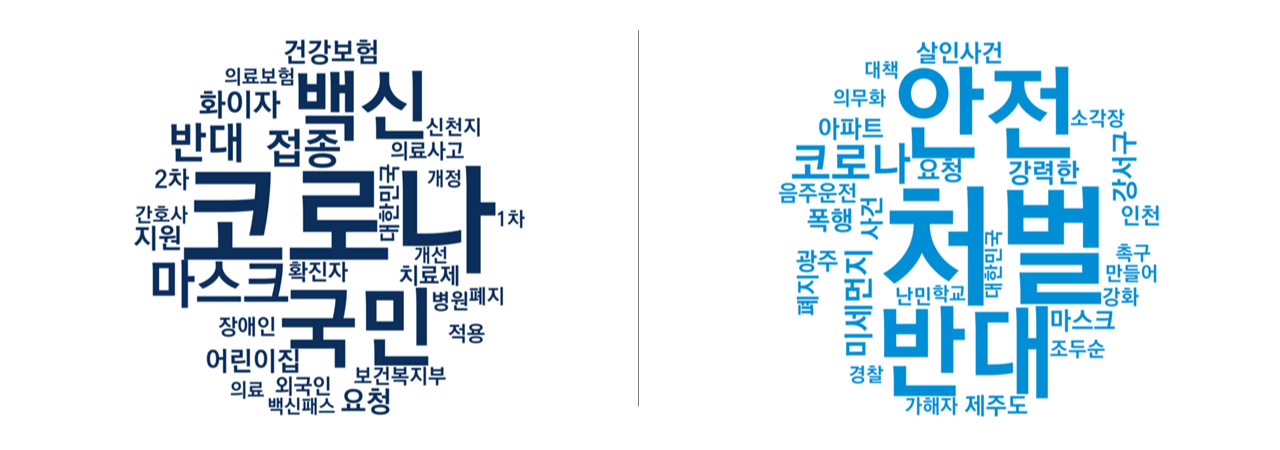 건강보험
의료보험
화이자
백신
반대
접종
신천지
의료사고
2차
코로나
대한민국
개정
간호사
지원
1차
개선
마스크
확진자
치료제
국민
병원
폐지
장애인
적용
어린이집
보건복지부
의료
외국인
백신패스
요청
살인사건
대책
안전
의무화
소각장
아파트
코로나
요청
강력한
강서구
음주운전
처벌
폭행
사건
인천
대한민국
광주
폐지
미세먼지
촉구
만들어
난민
학교
강화
반대
마스크
조두순
경찰
가해자
제주도